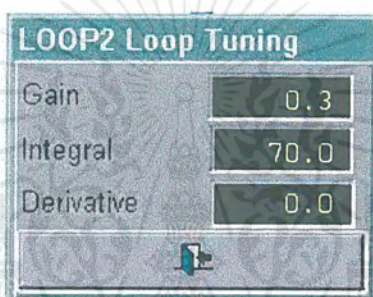 LOOP2 Loop Tuning
Gain 0.3
Integral 70.0
Derivative 0.0